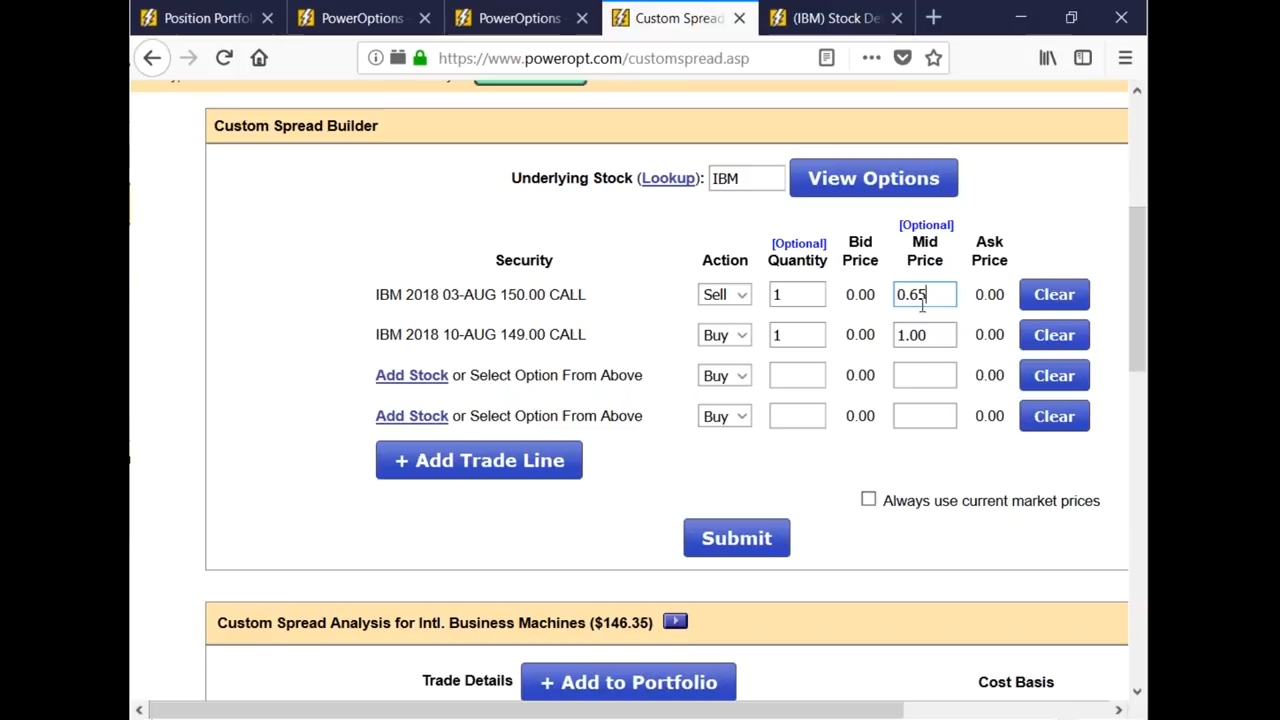 Position Portfol
PowerOptions
PowerOptions
Custom Spread
(IBM) Stock De
https://www.poweropt.com/customspread.asp
Custom Spread Builder
Underlying Stock (Lookup): IBM View Options
[Optional]
[Optional] Bid Mid Ask
Security Action Quantity Price Price Price
IBM 2018 03-AUG 150.00 CALL Sell 1 0.00 0.65 0.00 Clear
IBM 2018 10-AUG 149.00 CALL Buy 1 0.00 1.00 0.00 Clear
Add Stock or Select Option From Above Buy 0.00 0.00 Clear
Add Stock or Select Option From Above Buy 0.00 0.00 Clear
+ Add Trade Line
Always use current market prices
Submit
Custom Spread Analysis for Intl. Business Machines ($146.35)
Trade Details + Add to Portfolio Cost Basis